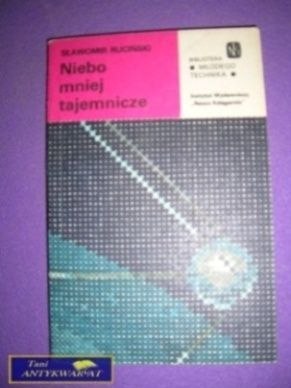 SŁAWOMIR RUCIŃSKI
Niebo
mniej
tajemnicze
BIBLIOTEKA
• MŁODEGO
TECHNIKA •
Instytut Wydawniczy
„Nasza Księgarnia”
Tani
ANTYKWARIAT